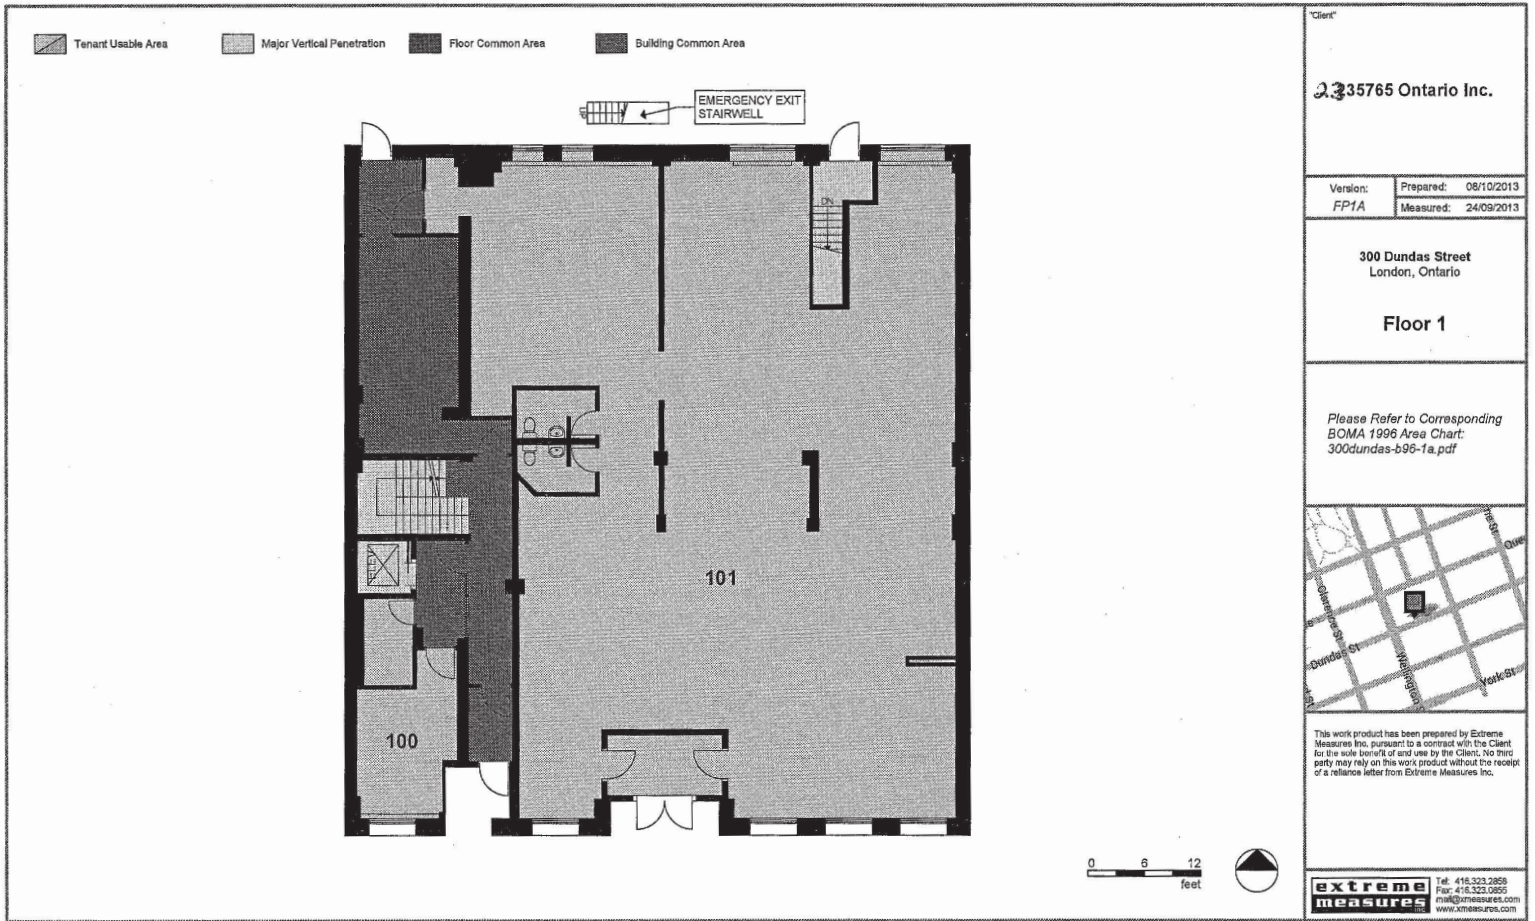 Tenant Usable Area
Major Vertical Penetration
Floor Common Area
Building Common Area
EMERGENCY EXIT
STAIRWELL
DN
ELEV
101
100
0 6 12
feet
"Client"
2335765 Ontario Inc.
Version:
FP1A
Prepared: 08/10/2013
Measured: 24/09/2013
300 Dundas Street
London, Ontario
Floor 1
Please Refer to Corresponding
BOMA 1996 Area Chart:
300dundas-b96-1a.pdf
Clarence St
Dundas St
Wellington S
York St
Que
This work product has been prepared by Extreme
Measures Inc. pursuant to a contract with the Client
for the sole benefit of and use by the Client. No third
party may rely on this work product without the receipt
of a reliance letter from Extreme Measures Inc.
extreme
measures
inc
Tel: 416.323.2858
Fax: 416.323.0855
mail@xmeasures.com
www.xmeasures.com